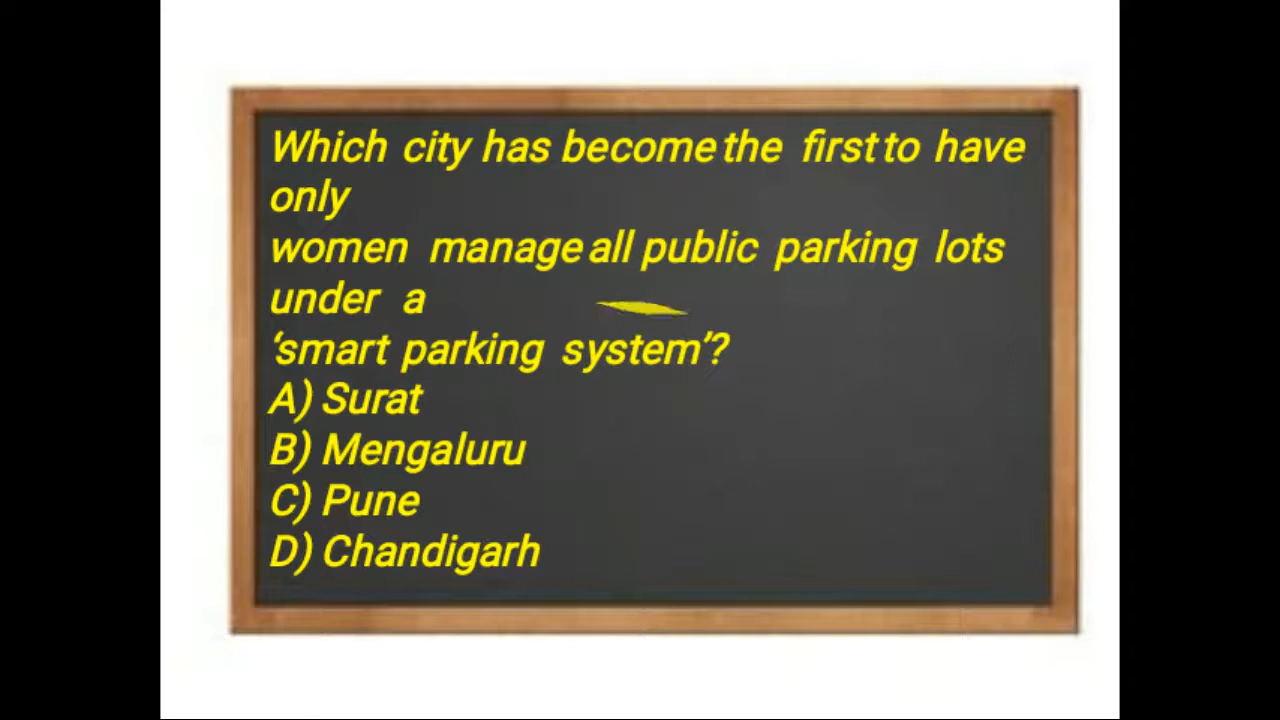 Which city has become the first to have
only
women manage all public parking lots
under a
‘smart parking system’?
A) Surat
B) Mengaluru
C) Pune
D) Chandigarh